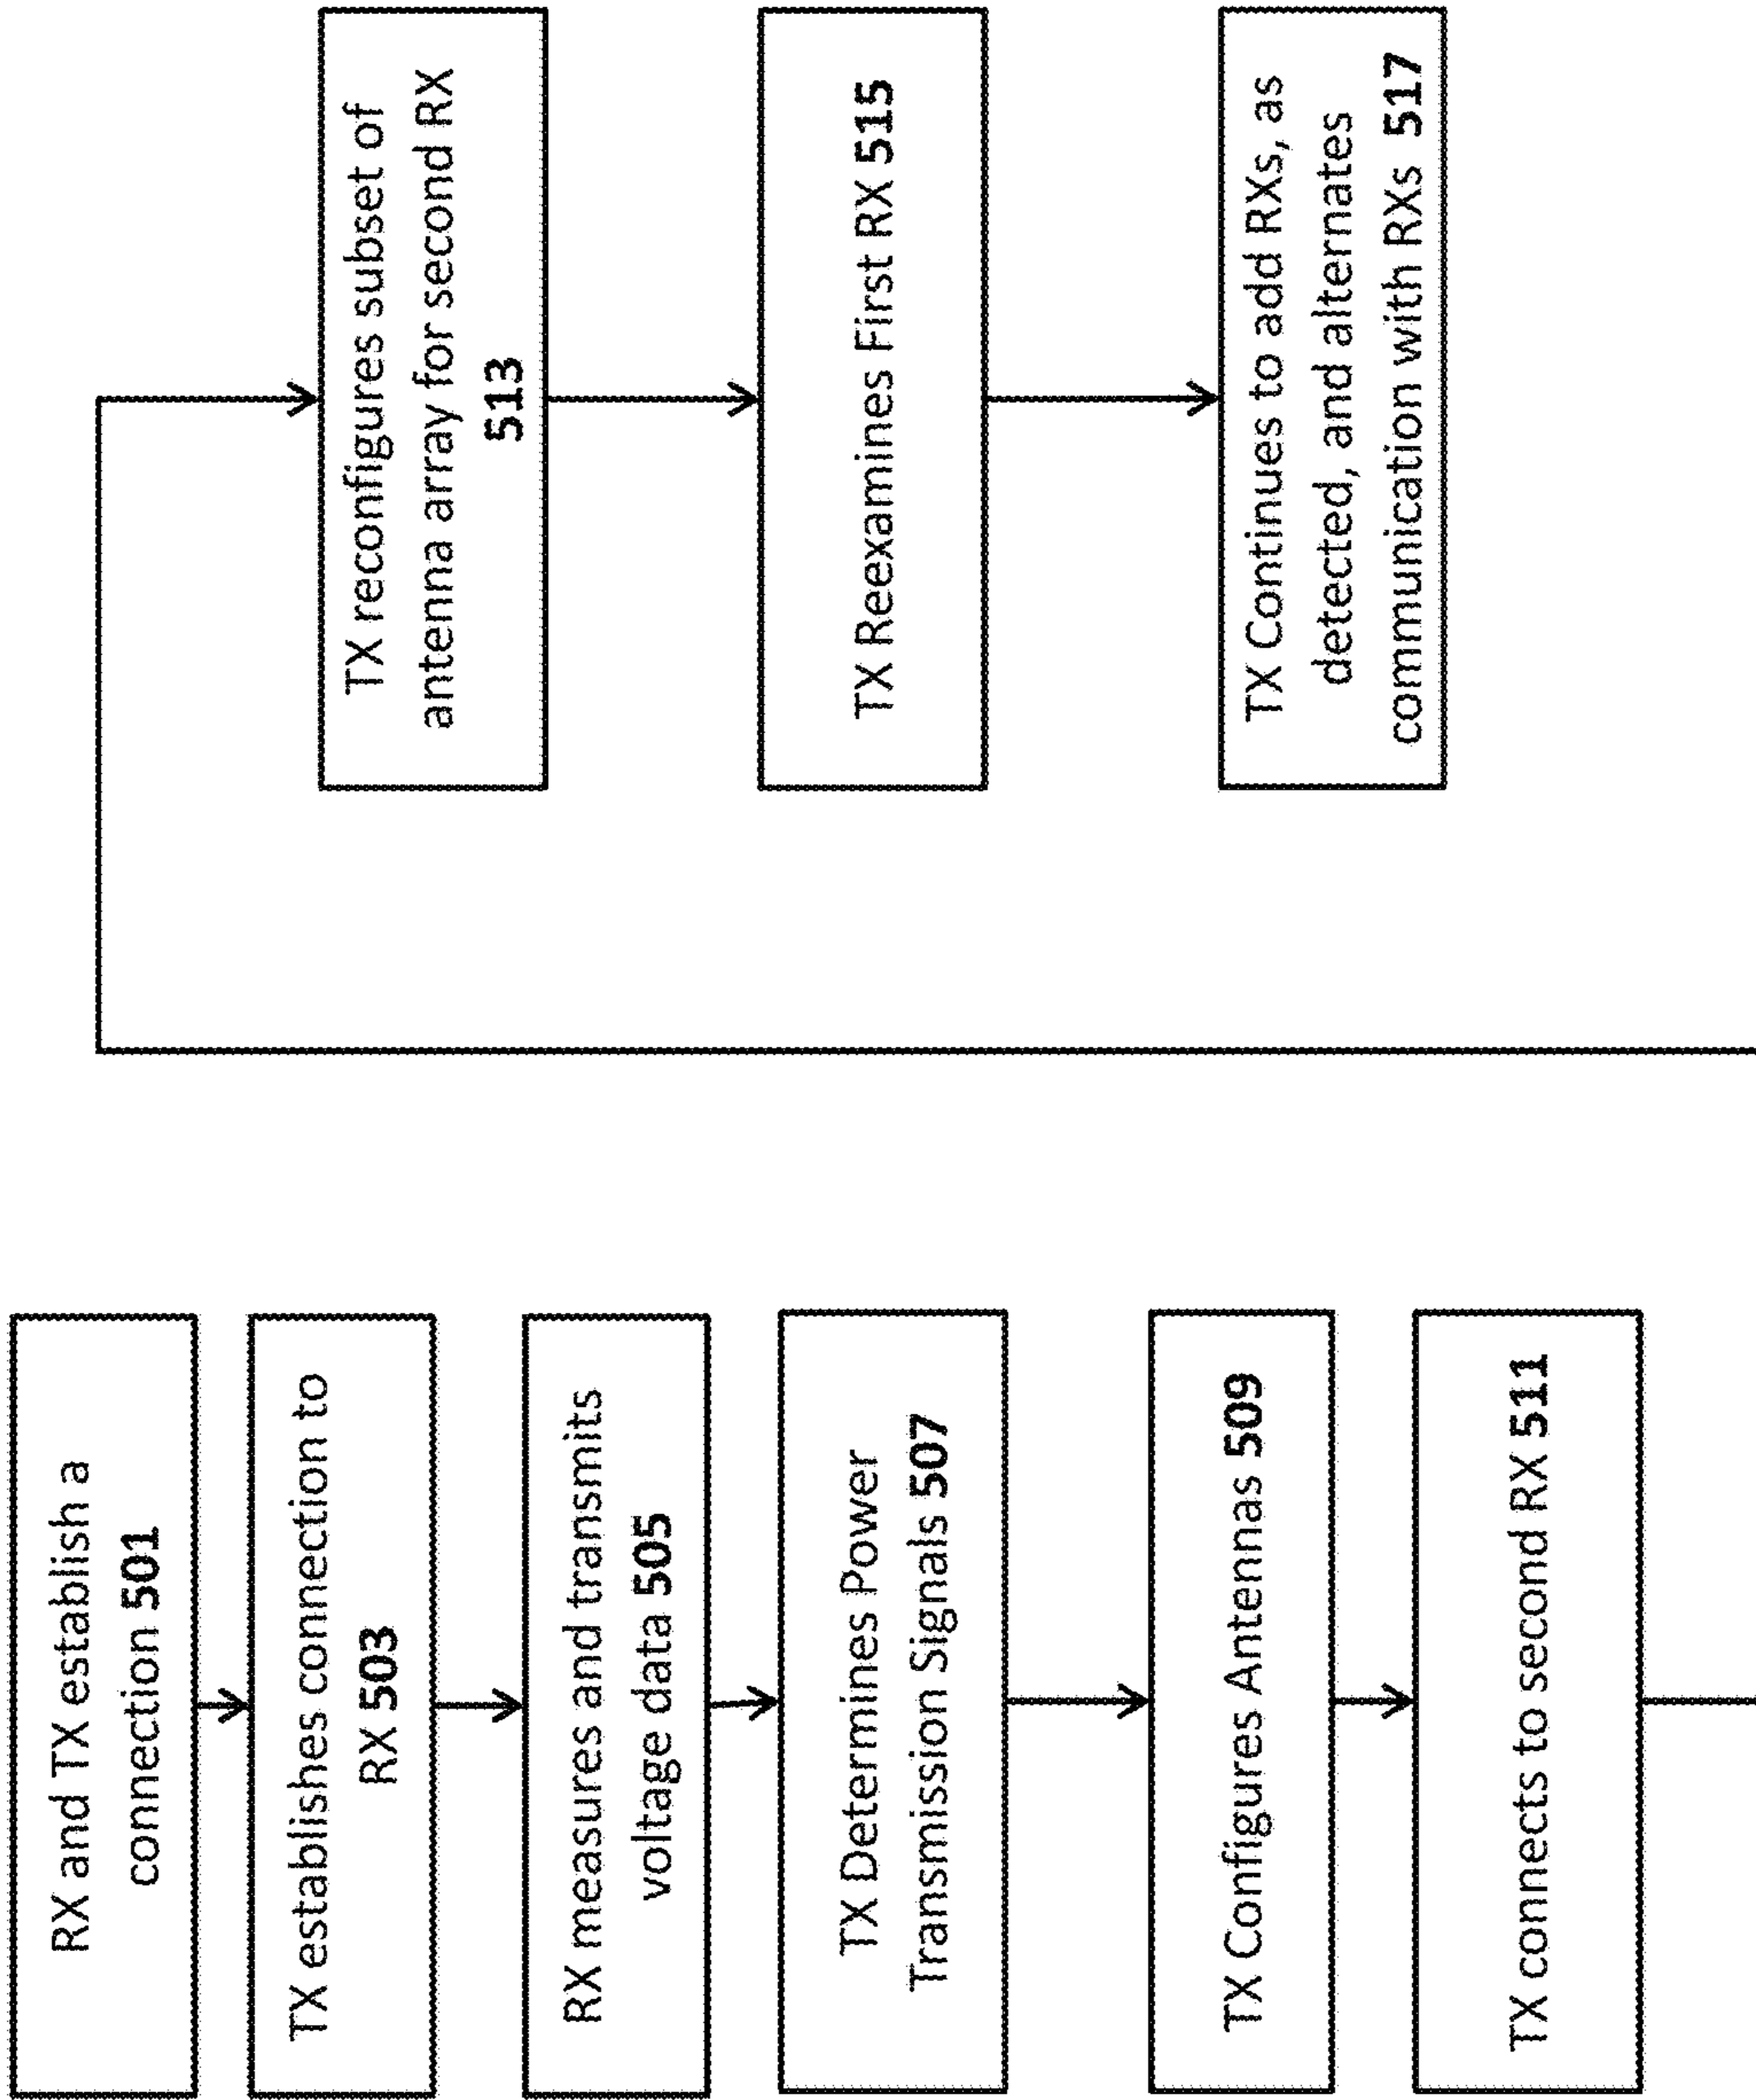 RX and TX establish a
connection 501
TX establishes connection to
RX 503
RX measures and transmits
voltage data 505
TX Determines Power
Transmission Signals 507
TX Configures Antennas 509
TX connects to second RX 511
TX reconfigures subset of
antenna array for second RX
513
TX Reexamines First RX 515
TX Continues to add RXs, as
detected, and alternates
communication with RXs 517